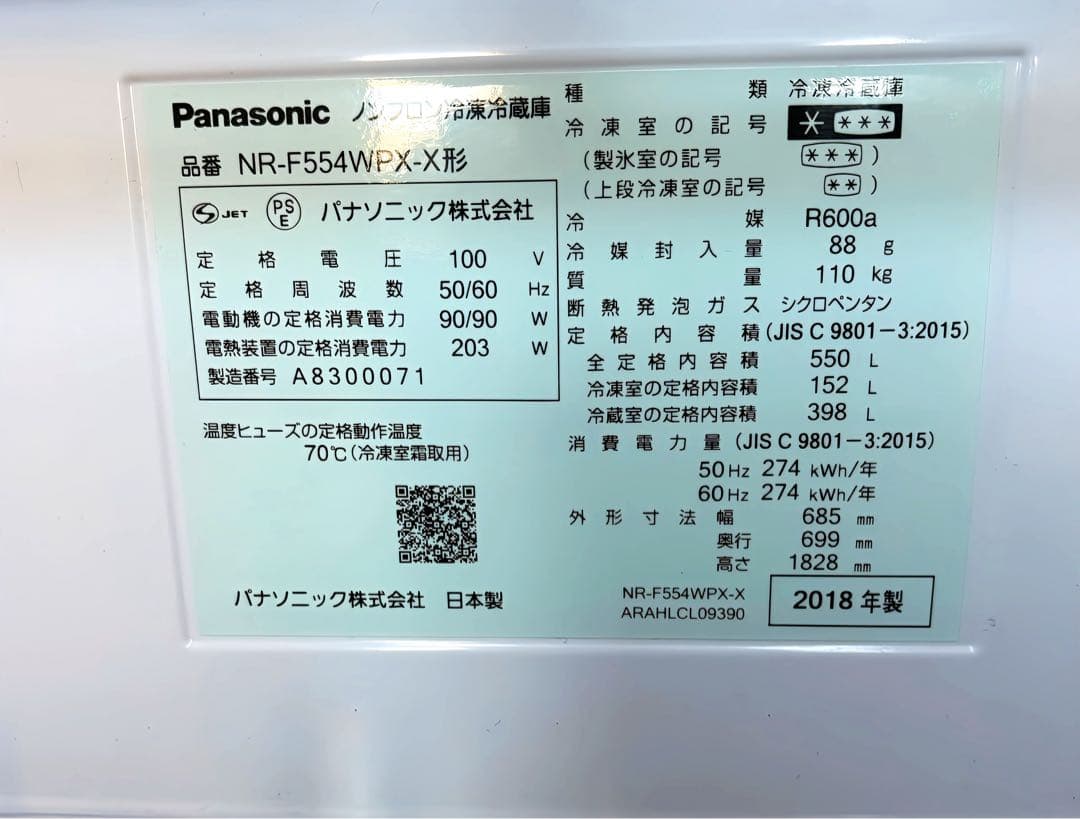 Panasonic ノンフロン冷凍冷蔵庫
品番 NR-F554WPX-X形
JET PSE パナソニック株式会社
定格電圧 100 V
定格周波数 50/60 Hz
電動機の定格消費電力 90/90 W
電熱装置の定格消費電力 203 W
製造番号 A8300071
温度ヒューズの定格動作温度
70℃(冷凍室霜取用)
パナソニック株式会社 日本製
種類 冷凍冷蔵庫
冷凍室の記号 * ***
(製氷室の記号 ***)
(上段冷凍室の記号 **)
冷媒 R600a
冷媒封入量 88 g
質量 110 kg
断熱発泡ガス シクロペンタン
定格内容積(JIS C 9801-3:2015)
全定格内容積 550 L
冷凍室の定格内容積 152 L
冷蔵室の定格内容積 398 L
消費電力量(JIS C 9801-3:2015)
50Hz 274 kWh/年
60Hz 274 kWh/年
外形寸法 幅 685 mm
奥行 699 mm
高さ 1828 mm
NR-F554WPX-X
ARAHLCL09390
2018年製